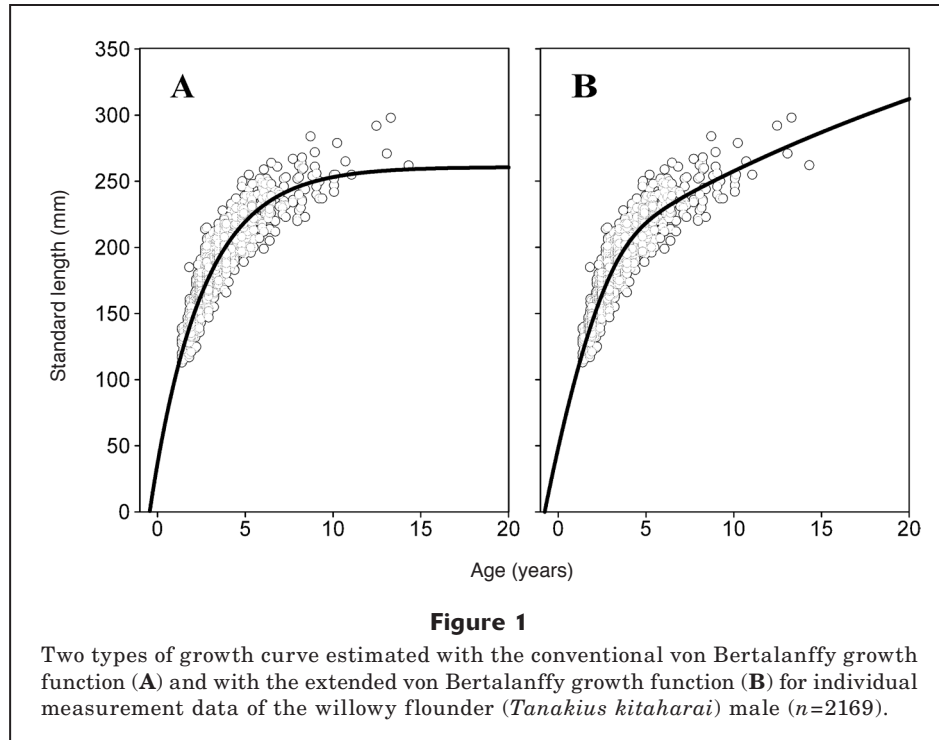 350
300
250
200
150
100
50
0
A
B
Standard length (mm)
0 5 10 15 20 0 5 10 15 20
Age (years)
Figure 1
Two types of growth curve estimated with the conventional von Bertalanffy growth
function (A) and with the extended von Bertalanffy growth function (B) for individual
measurement data of the willowy flounder (Tanakius kitaharai) male (n=2169).